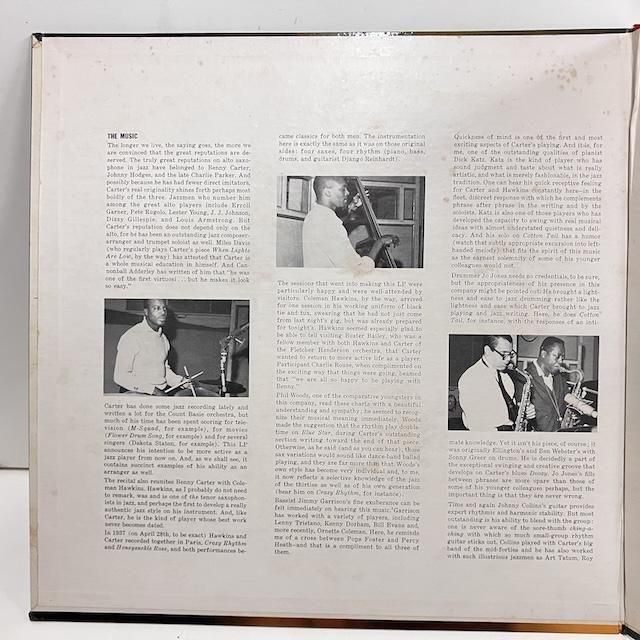 THE MUSIC
The longer we live, the saying goes, the more we
are convinced that the great reputations are de-
served. The truly great reputations on alto saxo-
phone in jazz have belonged to Benny Carter,
Johnny Hodges, and the late Charlie Parker. And
possibly because he has had fewer direct imitators,
Carter's real originality shines forth perhaps most
boldly of the three. Jazzmen who number him
among the great alto players include Erroll
Garner, Pete Rugolo, Lester Young, J. J. Johnson,
Dizzy Gillespie, and Louis Armstrong. But
Carter's reputation does not depend only on the
alto, for he has been an outstanding jazz composer-
arranger and trumpet soloist as well. Miles Davis
(who regularly plays Carter's piece When Lights
Are Low, by the way) has attested that Carter is
a whole musical education in himself. And Can-
nonball Adderley has written of him that "he was
one of the first virtuosi . . . but he makes it look
so easy."
Carter has done some jazz recording lately and
written a lot for the Count Basie orchestra, but
much of his time has been spent scoring for tele-
vision (M-Squad, for example), for movies
(Flower Drum Song, for example) and for several
singers (Dakota Staton, for example). This LP
announces his intention to be more active as a
jazz player from now on. And, as we shall see, it
contains succinct examples of his ability as an
arranger as well.
The recital also reunites Benny Carter with Cole-
man Hawkins. Hawkins, as I probably do not need
to remark, was and is one of the tenor saxoph-
ists in jazz, and perhaps the first to develop a really
authentic jazz style on his instrument. And, like
Carter, he is the kind of player whose best work
never becomes dated.
In 1937 (on April 28th, to be exact) Hawkins and
Carter recorded together in Paris, Crazy Rhythm
and Honeysuckle Rose, and both performances be-
came classics for both men. The instrumentation
here is exactly the same as it was on those original
sides: four saxes, four rhythm (piano, bass,
drums, and guitarist Django Reinhardt).
The sessions that went into making this LP were
particularly happy and were well-attended by
visitors. Coleman Hawkins, by the way, arrived
for one session in his working uniform of black
tie and tux, swearing that he had not just come
from last night's gig, but was already prepared
for tonight's. Hawkins seemed especially glad to
be able to tell visiting Buster Bailey, who was a
fellow member with both Hawkins and Carter of
the Fletcher Henderson orchestra, that Carter
wanted to return to more active life as a player.
Participant Charlie Rouse, when complimented on
the exciting way that things were going, beamed
that "we are all so happy to be playing with
Benny."
Phil Woods, one of the comparative youngsters in
this company, read these charts with a beautiful
understanding and sympathy; he seemed to recog-
nize their musical meaning immediately. Woods
made the suggestion that the rhythm play double-
time on Blue Star, during Carter's outstanding
section writing toward the end of that piece.
Otherwise, as he said (and as you can hear), those
sax variations would sound like dance-band ballad
playing, and they are far more than that. Woods's
own style has become very individual and, to me,
it now reflects a selective knowledge of the jazz
of the thirties as well as of his own generation
(hear him on Crazy Rhythm, for instance).
Bassist Jimmy Garrison's fine exuberance can be
felt immediately on hearing this music. Garrison
has worked with a variety of players, including
Lenny Tristano, Kenny Dorham, Bill Evans and,
more recently, Ornette Coleman. Here, he reminds
me of a cross between Pops Foster and Percy
Heath—and that is a compliment to all three of
them.
Quickness of mind is one of the first and most
exciting aspects of Carter's playing. And it is, for
me, one of the outstanding qualities of pianist
Dick Katz. Katz is the kind of player who has
sound judgment and taste about what is really
artistic, and what is merely fashionable, in the jazz
tradition. One can hear his quick receptive feeling
for Carter and Hawkins constantly here—in the
fleet, discreet response with which he complements
phrase after phrase in the writing and by the
soloists. Katz is also one of those players who has
developed the capacity to swing with real musical
ideas with almost understated quietness and deli-
cacy. And his solo on Cotton Tail has a humor
(watch that subtly appropriate excursion into left-
handed melody) that fits the spirit of this music
as the earnest solemnity of some of his younger
colleagues would not.
Drummer Jo Jones needs no credentials, to be sure,
but the appropriateness of his presence in this
company might be pointed out: He brought a light-
ness and ease to jazz drumming rather like the
lightness and ease which Carter brought to jazz
playing and jazz writing. Here, he does Cotton
Tail, for instance, with the responses of an inti-
mate knowledge. Yet it isn't his piece, of course; it
was originally Ellington's and Ben Webster's with
Sonny Greer on drums. He is decidedly a part of
the exceptional swinging and creative groove that
develops on Carter's blues Doozy. Jo Jones's fills
between phrases are more spare than those of
some of his younger colleagues perhaps, but the
important thing is that they are never wrong.
Time and again Johnny Collins's guitar provides
expert rhythmic and harmonic stability. But most
outstanding is his ability to blend with the group:
one is never aware of the sore-thumb ching-a-
ching with which so much small-group rhythm
guitar sticks out. Collins played with Carter's big
band of the mid-forties and he has also worked
with such illustrious jazzmen as Art Tatum, Roy